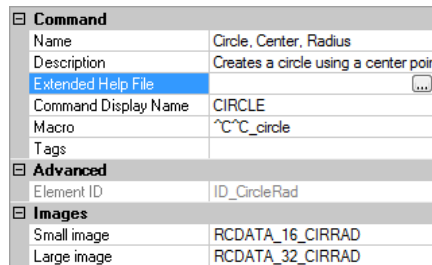 Command
Name Circle, Center, Radius
Description Creates a circle using a center poin
Extended Help File ...
Command Display Name CIRCLE
Macro ^C^C_circle
Tags
Advanced
Element ID ID_CircleRad
Images
Small image RCDATA_16_CIRRAD
Large image RCDATA_32_CIRRAD